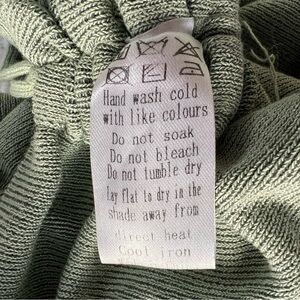 Hand wash cold
with like colours
Do not soak
Do not bleach
Do not tumble dry
Lay flat to dry in the
shade away from
direct heat
Cool iron